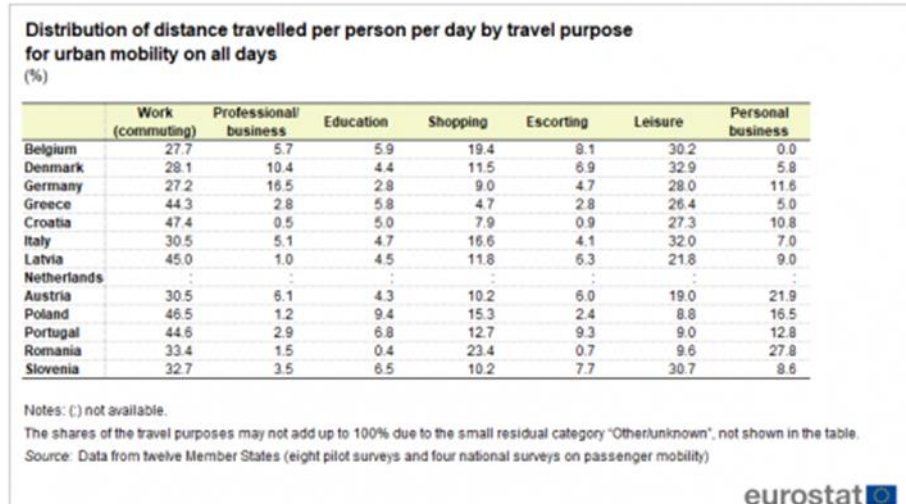 Distribution of distance travelled per person per day by travel purpose
for urban mobility on all days
(%)
Work (commuting) Professional/ business Education Shopping Escorting Leisure Personal business
Belgium 27.7 5.7 5.9 19.4 8.1 30.2 0.0
Denmark 28.1 10.4 4.4 11.5 6.9 32.9 5.8
Germany 27.2 16.5 2.8 9.0 4.7 28.0 11.6
Greece 44.3 2.8 5.8 4.7 2.8 26.4 5.0
Croatia 47.4 0.5 5.0 7.9 0.9 27.3 10.8
Italy 30.5 5.1 4.7 16.6 4.1 32.0 7.0
Latvia 45.0 1.0 4.5 11.8 6.3 21.8 9.0
Netherlands : : : : : : :
Austria 30.5 6.1 4.3 10.2 6.0 19.0 21.9
Poland 46.5 1.2 9.4 15.3 2.4 8.8 16.5
Portugal 44.6 2.9 6.8 12.7 9.3 9.0 12.8
Romania 33.4 1.5 0.4 23.4 0.7 9.6 27.8
Slovenia 32.7 3.5 6.5 10.2 7.7 30.7 8.6
Notes: (:) not available.
The shares of the travel purposes may not add up to 100% due to the small residual category "Other/unknown", not shown in the table.
Source: Data from twelve Member States (eight pilot surveys and four national surveys on passenger mobility)
eurostat